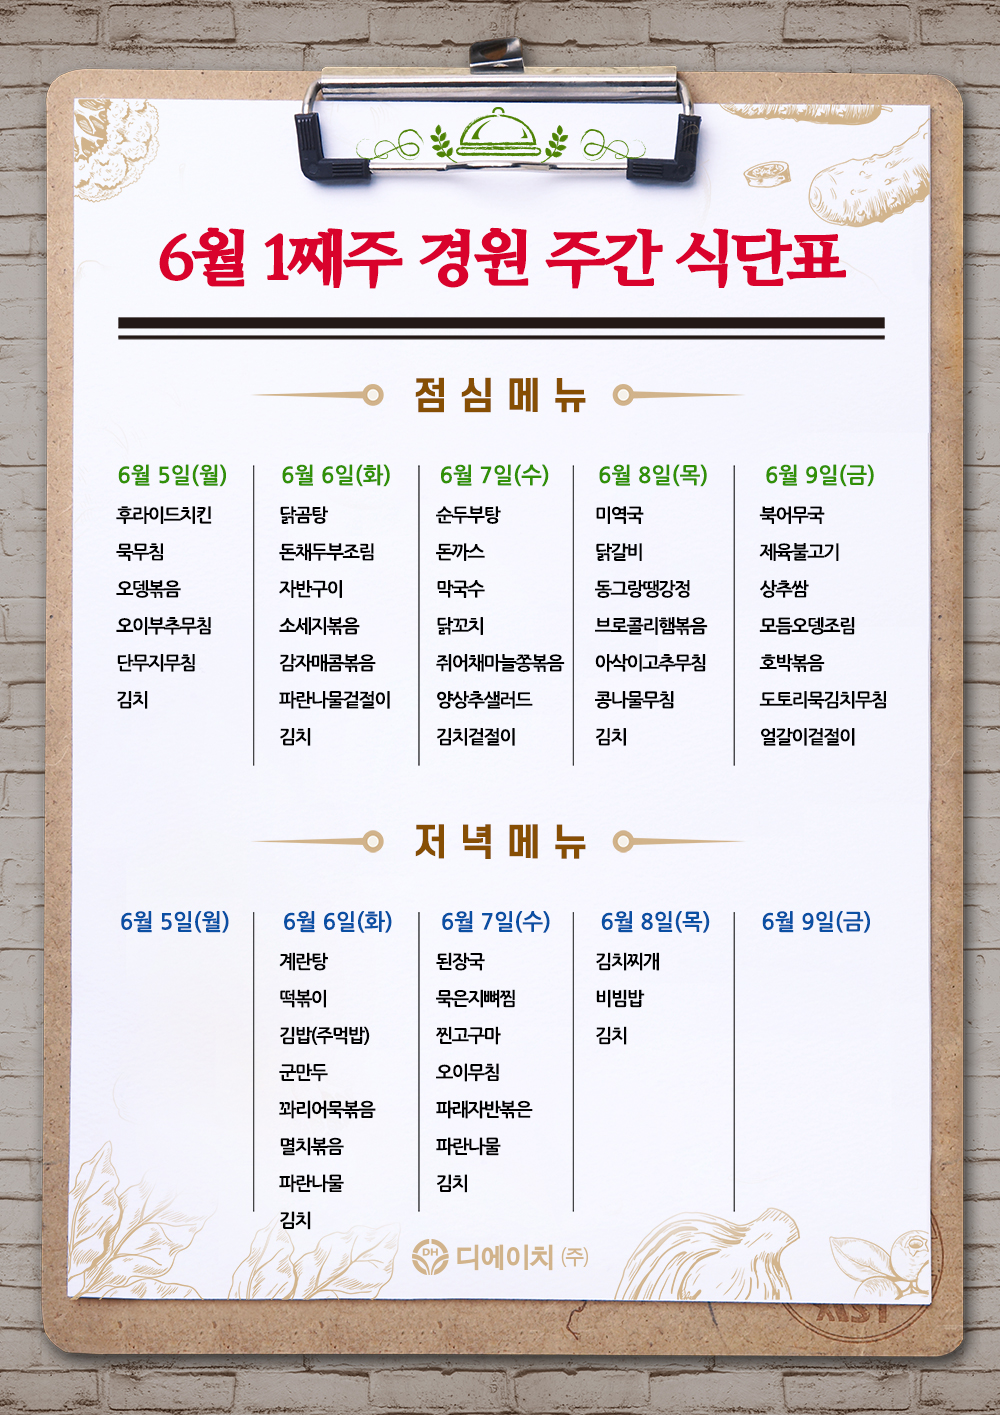 6월 1째주 경원 주간 식단표
점심메뉴
6월 5일(월)
후라이드치킨
묵무침
오뎅볶음
오이부추무침
단무지무침
김치
6월 6일(화)
닭곰탕
돈채두부조림
자반구이
소세지볶음
감자매콤볶음
파란나물겉절이
김치
6월 7일(수)
순두부탕
돈까스
막국수
닭꼬치
쥐어채마늘쫑볶음
양상추샐러드
김치겉절이
6월 8일(목)
미역국
닭갈비
동그랑땡강정
브로콜리햄볶음
아삭이고추무침
콩나물무침
김치
6월 9일(금)
북어무국
제육불고기
상추쌈
모듬오뎅조림
호박볶음
도토리묵김치무침
얼갈이겉절이
저녁메뉴
6월 5일(월)
6월 6일(화)
계란탕
떡볶이
김밥(주먹밥)
군만두
꽈리어묵볶음
멸치볶음
파란나물
김치
6월 7일(수)
된장국
묵은지뼈찜
찐고구마
오이무침
파래자반볶은
파란나물
김치
6월 8일(목)
김치찌개
비빔밥
김치
6월 9일(금)
DH 디에이치 (주)